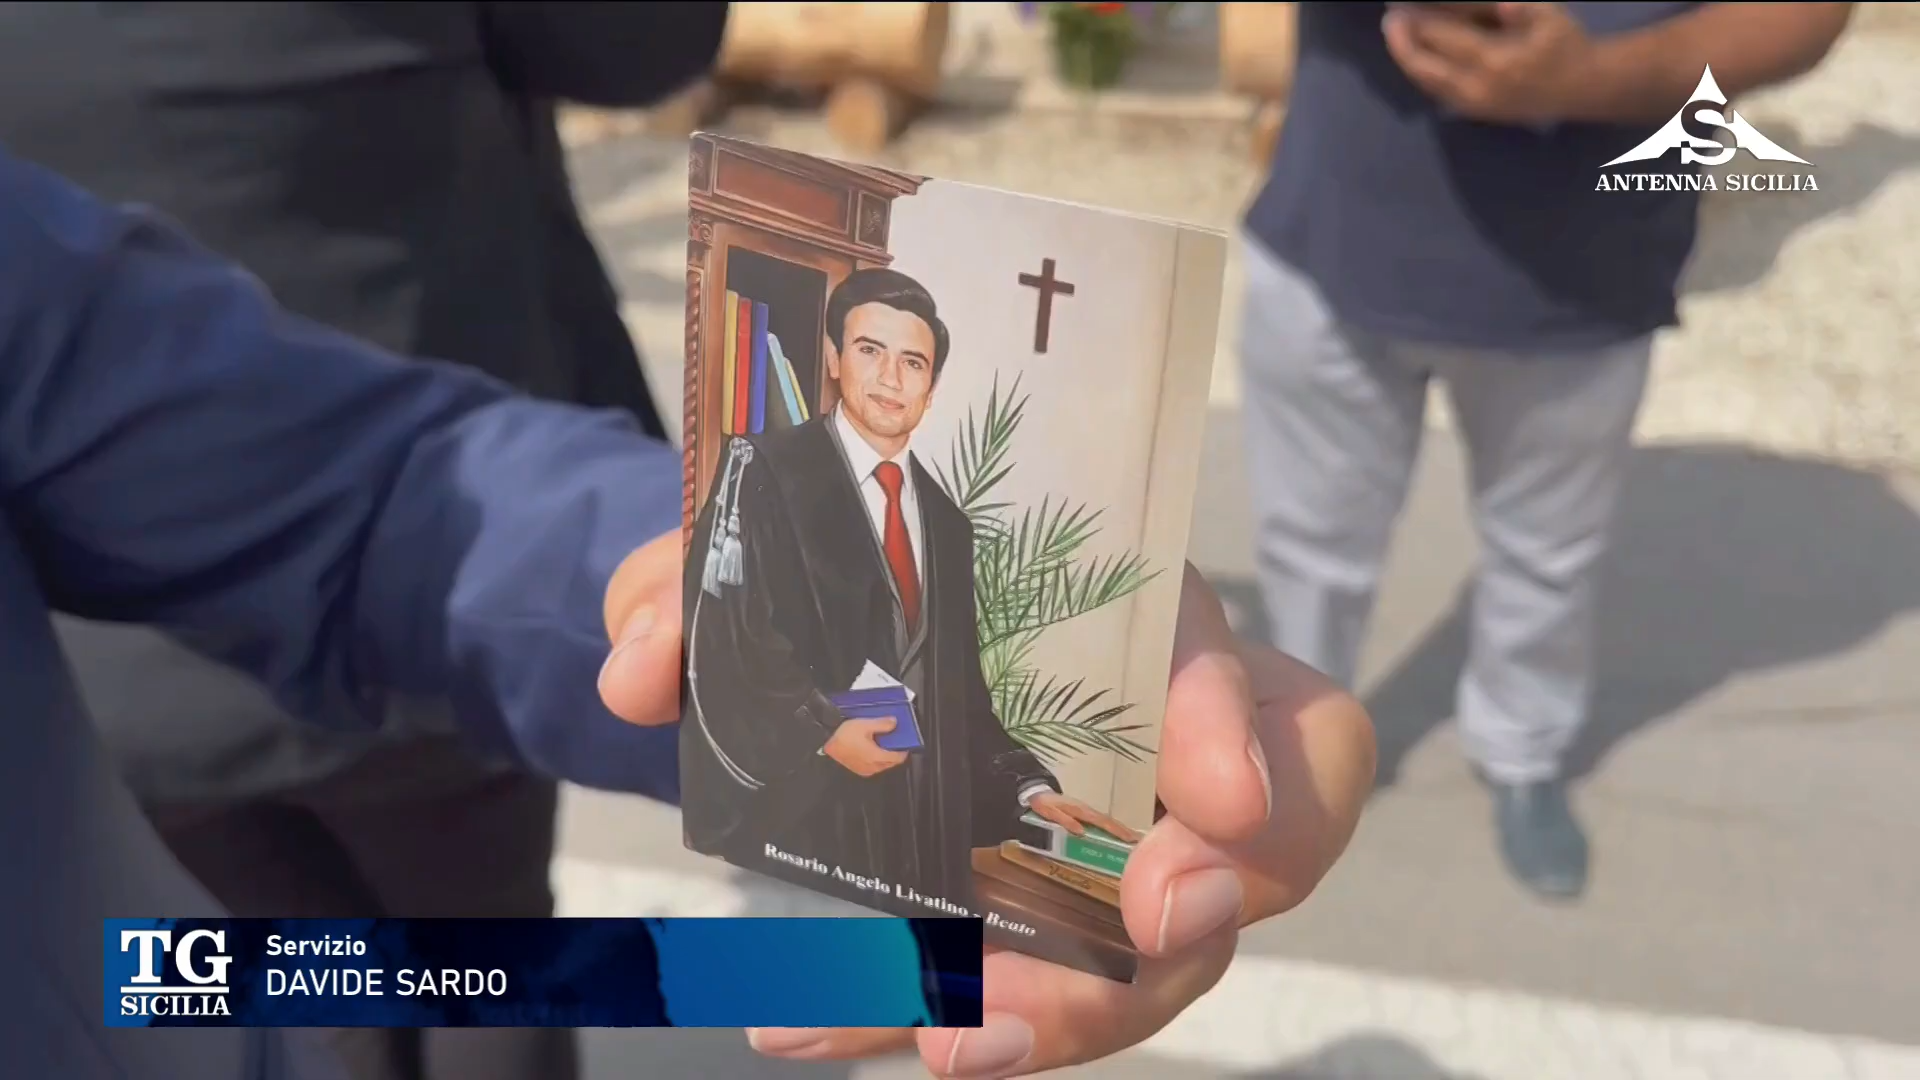 S
ANTENNA SICILIA
Rosario Angelo Livatino - Beato
TG
SICILIA
Servizio
DAVIDE SARDO